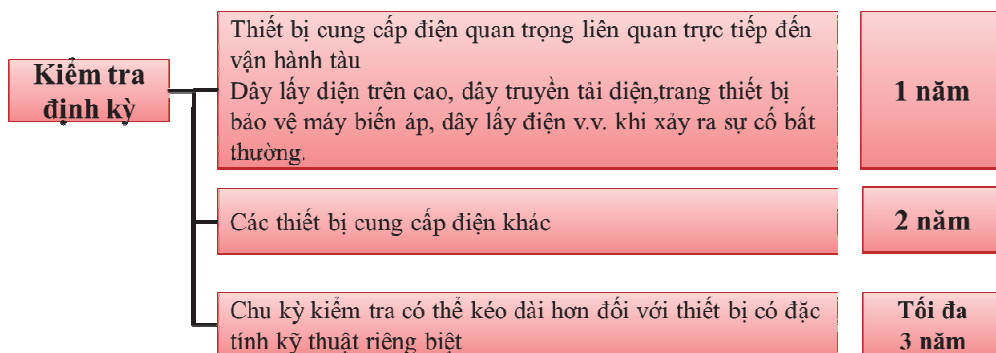 Kiểm tra
định kỳ
Thiết bị cung cấp điện quan trọng liên quan trực tiếp đến
vận hành tàu
Dây lấy điện trên cao, dây truyền tải điện,trang thiết bị
bảo vệ máy biến áp, dây lấy điện v.v. khi xảy ra sự cố bất
thường.
1 năm
Các thiết bị cung cấp điện khác
2 năm
Chu kỳ kiểm tra có thể kéo dài hơn đối với thiết bị có đặc
tính kỹ thuật riêng biệt
Tối đa
3 năm